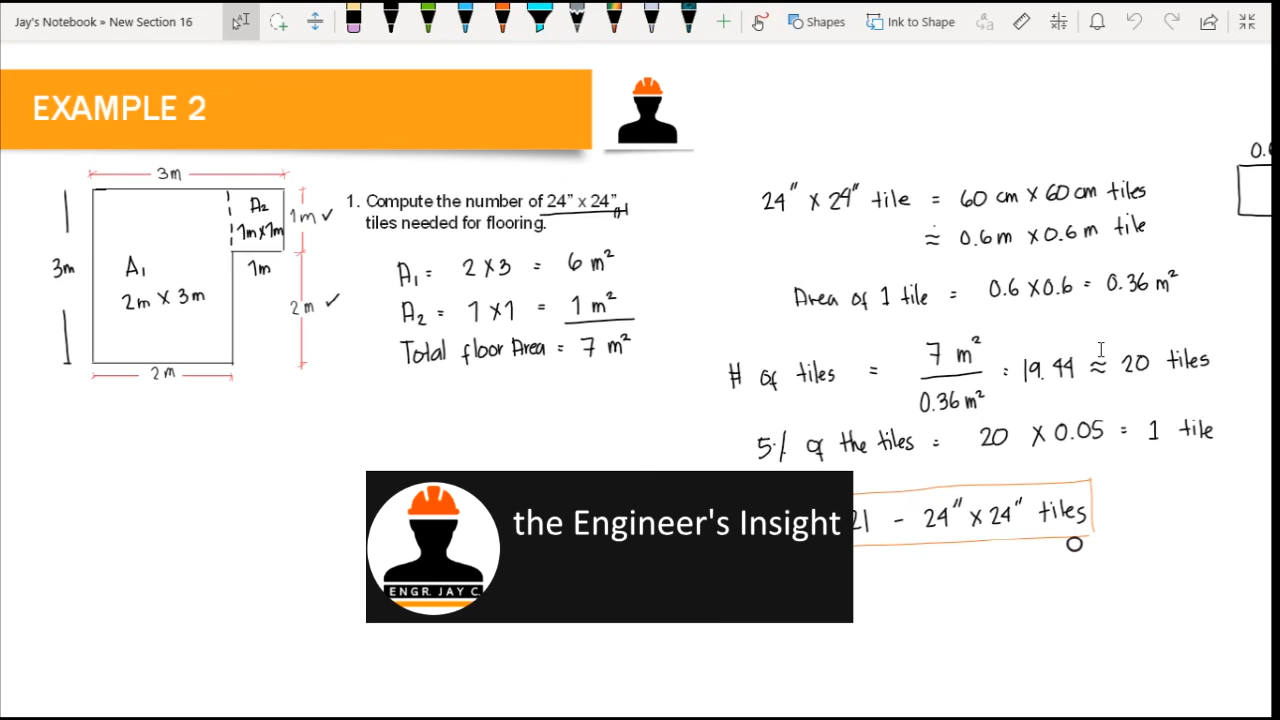 Jay's Notebook » New Section 16
Shapes
Ink to Shape
EXAMPLE 2
3m
A₂
1m x 1m
1m ✓
3m
A₁
2m x 3m
1m
2m ✓
2m
1. Compute the number of 24" x 24"
tiles needed for flooring.
A₁ = 2 x 3 = 6 m²
A₂ = 1 x 1 = 1 m²
Total floor Area = 7 m²
24" x 24" tile = 60 cm x 60 cm tiles
≈ 0.6m x 0.6m tile
Area of 1 tile = 0.6 x 0.6 = 0.36 m²
# of tiles = 7 m² / 0.36 m² = 19.44 ≈ 20 tiles
5% of the tiles = 20 x 0.05 = 1 tile
21 - 24" x 24" tiles
the Engineer's Insight
ENGR. JAY C.